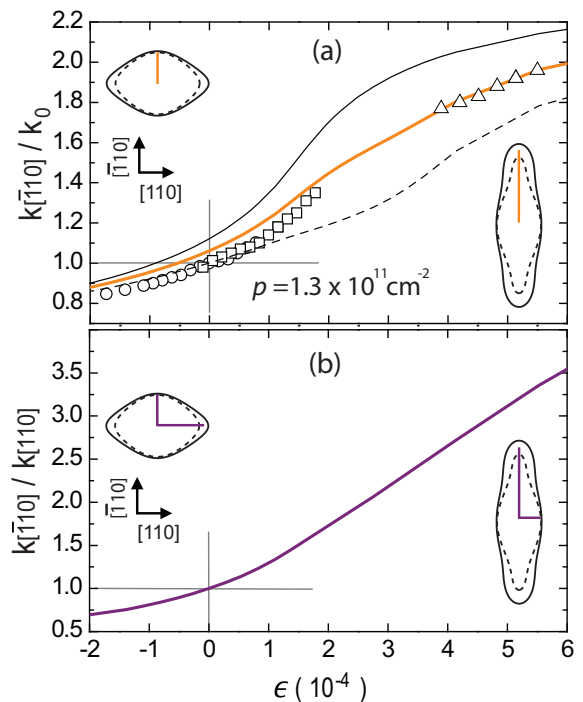 (a)
2.2
2.0
1.8
1.6
1.4
1.2
1.0
0.8
k[1̄10] / k₀
[1̄10]
[110]
p = 1.3 x 10¹¹cm⁻²
(b)
3.5
3.0
2.5
2.0
1.5
1.0
0.5
k[1̄10] / k[110]
[1̄10]
[110]
-2 -1 0 1 2 3 4 5 6
ϵ ( 10⁻⁴)